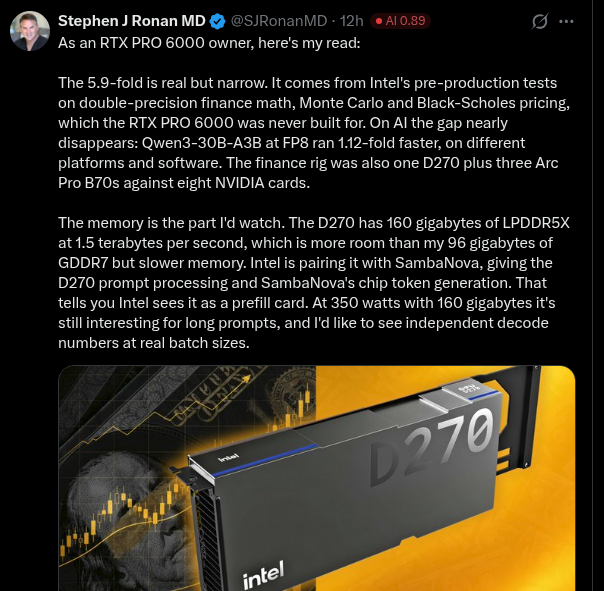 Stephen J Ronan MD @SJRonanMD · 12h AI 0.89
As an RTX PRO 6000 owner, here's my read:
The 5.9-fold is real but narrow. It comes from Intel's pre-production tests
on double-precision finance math, Monte Carlo and Black-Scholes pricing,
which the RTX PRO 6000 was never built for. On AI the gap nearly
disappears: Qwen3-30B-A3B at FP8 ran 1.12-fold faster, on different
platforms and software. The finance rig was also one D270 plus three Arc
Pro B70s against eight NVIDIA cards.
The memory is the part I'd watch. The D270 has 160 gigabytes of LPDDR5X
at 1.5 terabytes per second, which is more room than my 96 gigabytes of
GDDR7 but slower memory. Intel is pairing it with SambaNova, giving the
D270 prompt processing and SambaNova's chip token generation. That
tells you Intel sees it as a prefill card. At 350 watts with 160 gigabytes it's
still interesting for long prompts, and I'd like to see independent decode
numbers at real batch sizes.
intel
D270
intel